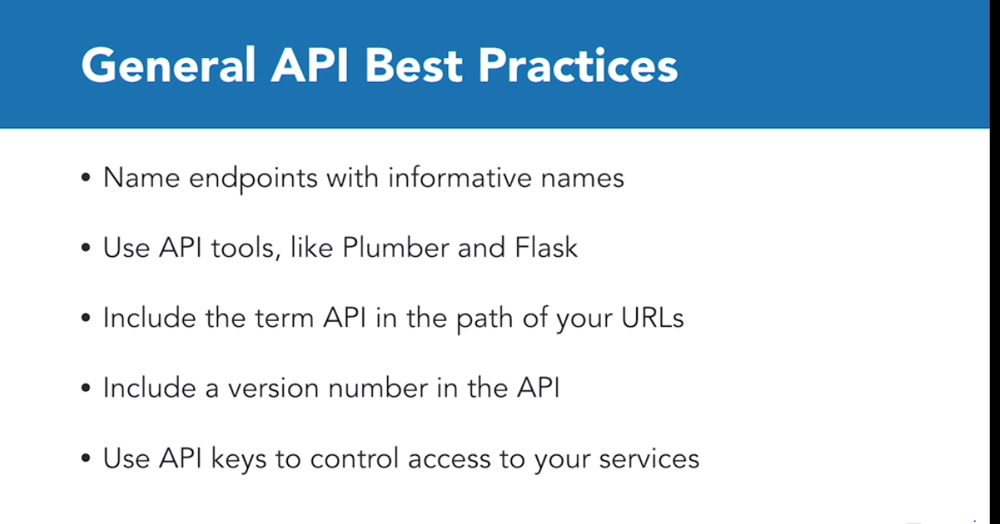 General API Best Practices
• Name endpoints with informative names
• Use API tools, like Plumber and Flask
• Include the term API in the path of your URLs
• Include a version number in the API
• Use API keys to control access to your services